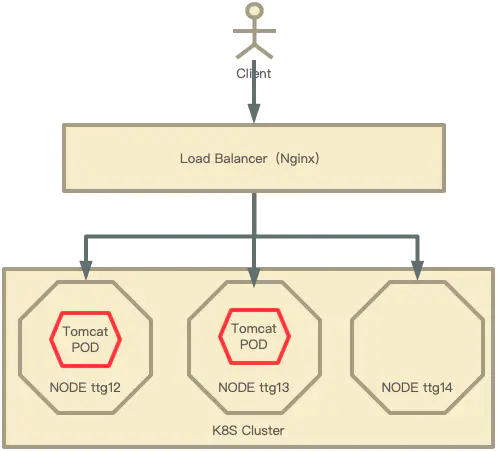 Client
Load Balancer（Nginx）
Tomcat
POD
NODE ttg12
Tomcat
POD
NODE ttg13
NODE ttg14
K8S Cluster